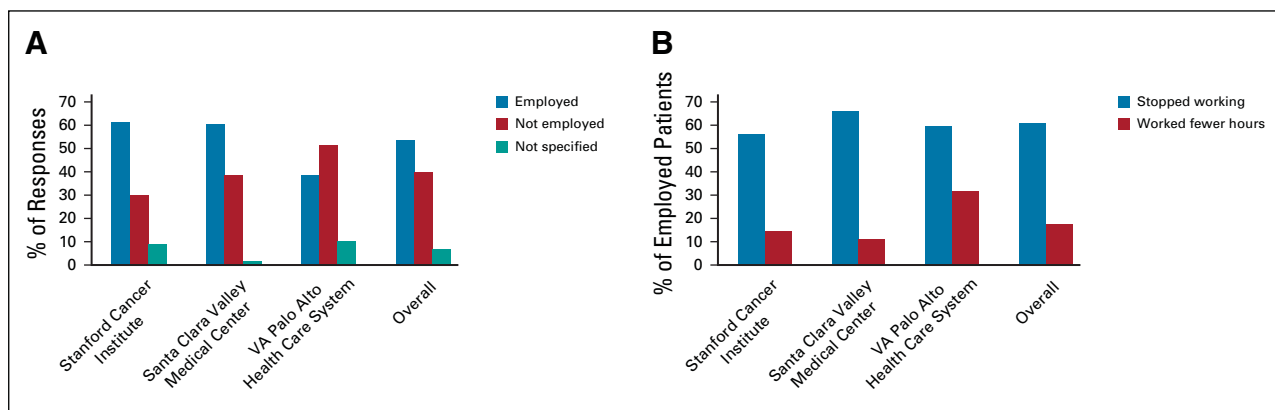 A
% of Responses
70
60
50
40
30
20
10
0
Stanford Cancer
Institute
Santa Clara Valley
Medical Center
VA Palo Alto
Health Care System
Overall
Employed
Not employed
Not specified
B
% of Employed Patients
70
60
50
40
30
20
10
0
Stanford Cancer
Institute
Santa Clara Valley
Medical Center
VA Palo Alto
Health Care System
Overall
Stopped working
Worked fewer hours